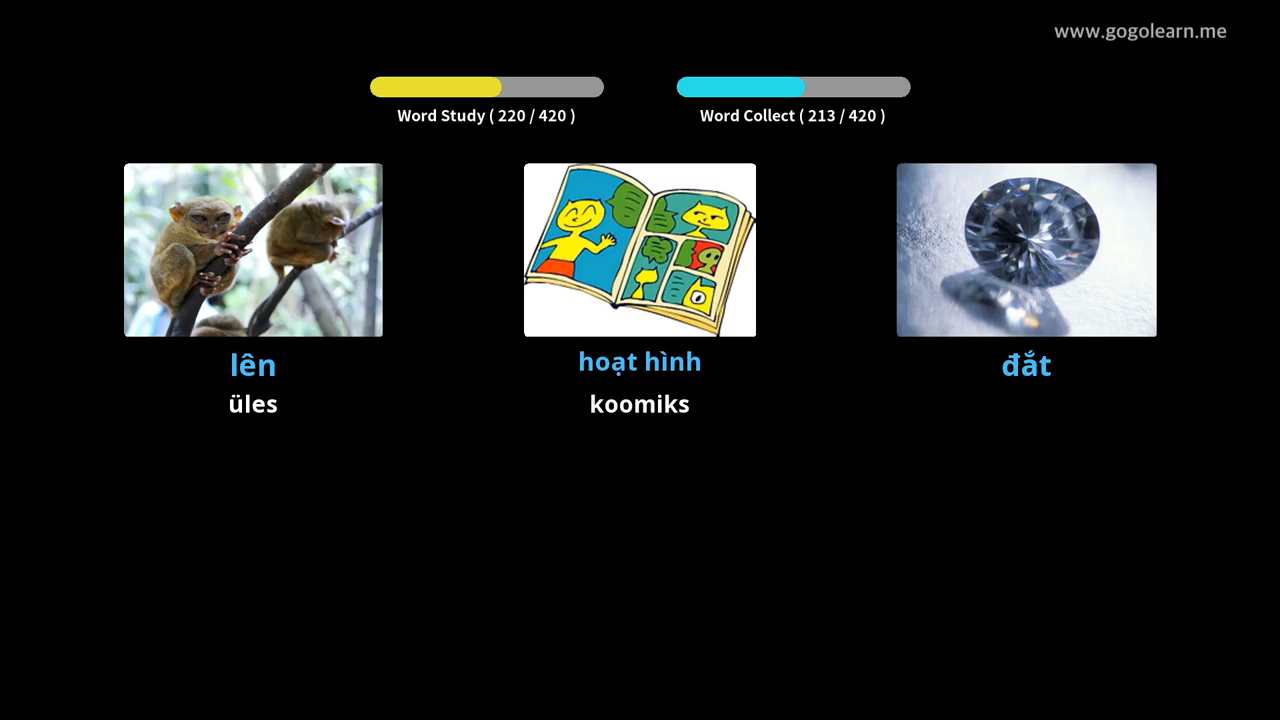 www.gogolearn.me
Word Study ( 220 / 420 )
Word Collect ( 213 / 420 )
lên
hoạt hình
đắt
üles
koomiks